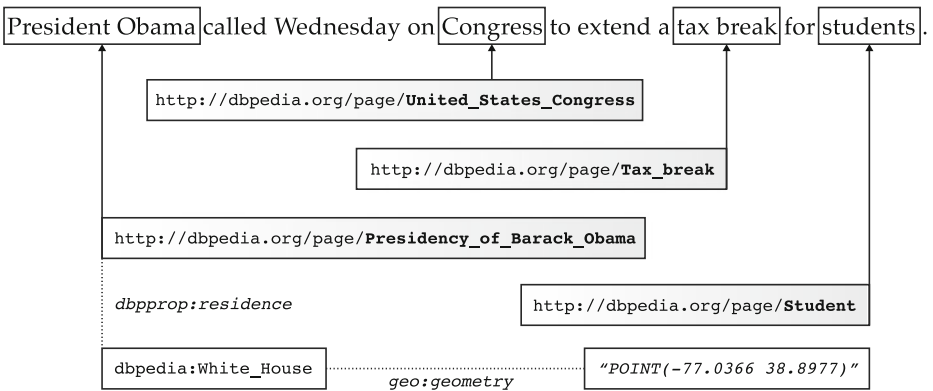 President Obama called Wednesday on Congress to extend a tax break for students.
http://dbpedia.org/page/United_States_Congress
http://dbpedia.org/page/Tax_break
http://dbpedia.org/page/Presidency_of_Barack_Obama
dbpprop:residence
http://dbpedia.org/page/Student
dbpedia:White_House
geo:geometry
“POINT(-77.0366 38.8977)”